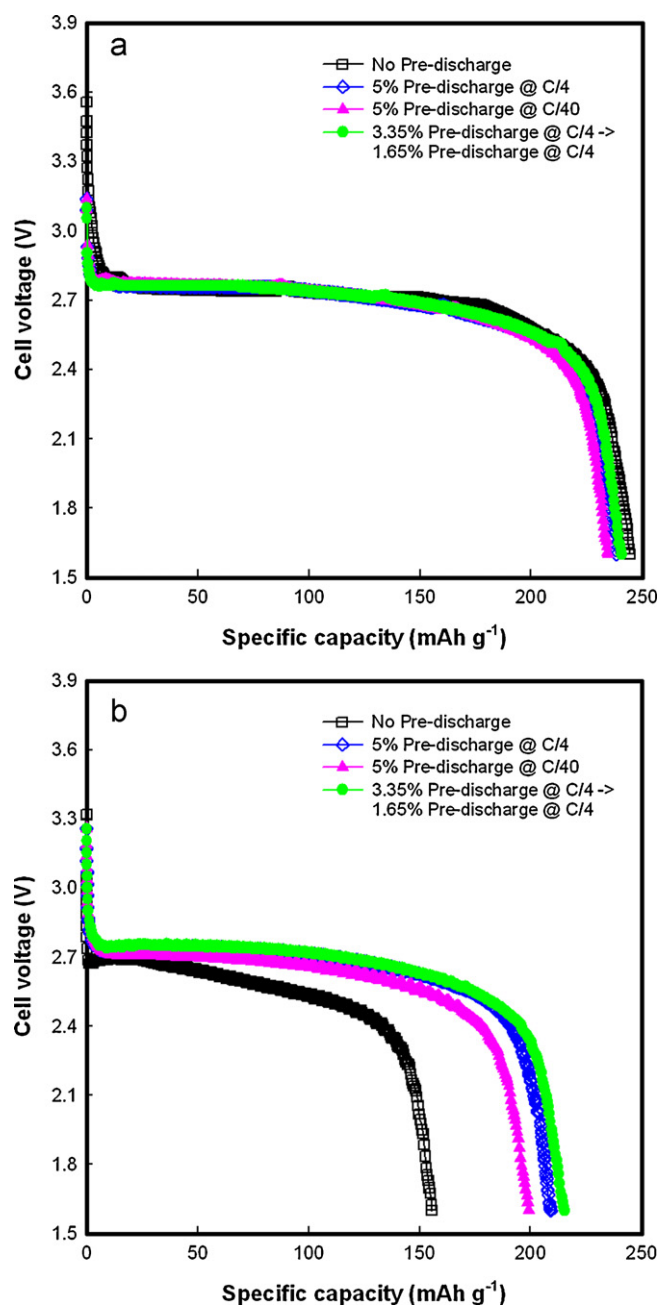 a
3.9
3.6
3.3
3.0
2.7
2.4
2.1
1.8
1.5
Cell voltage (V)
No Pre-discharge
5% Pre-discharge @ C/4
5% Pre-discharge @ C/40
3.35% Pre-discharge @ C/4 ->
1.65% Pre-discharge @ C/4
0 50 100 150 200 250
Specific capacity (mAh g⁻¹)
b
3.9
3.6
3.3
3.0
2.7
2.4
2.1
1.8
1.5
Cell voltage (V)
No Pre-discharge
5% Pre-discharge @ C/4
5% Pre-discharge @ C/40
3.35% Pre-discharge @ C/4 ->
1.65% Pre-discharge @ C/4
0 50 100 150 200 250
Specific capacity (mAh g⁻¹)